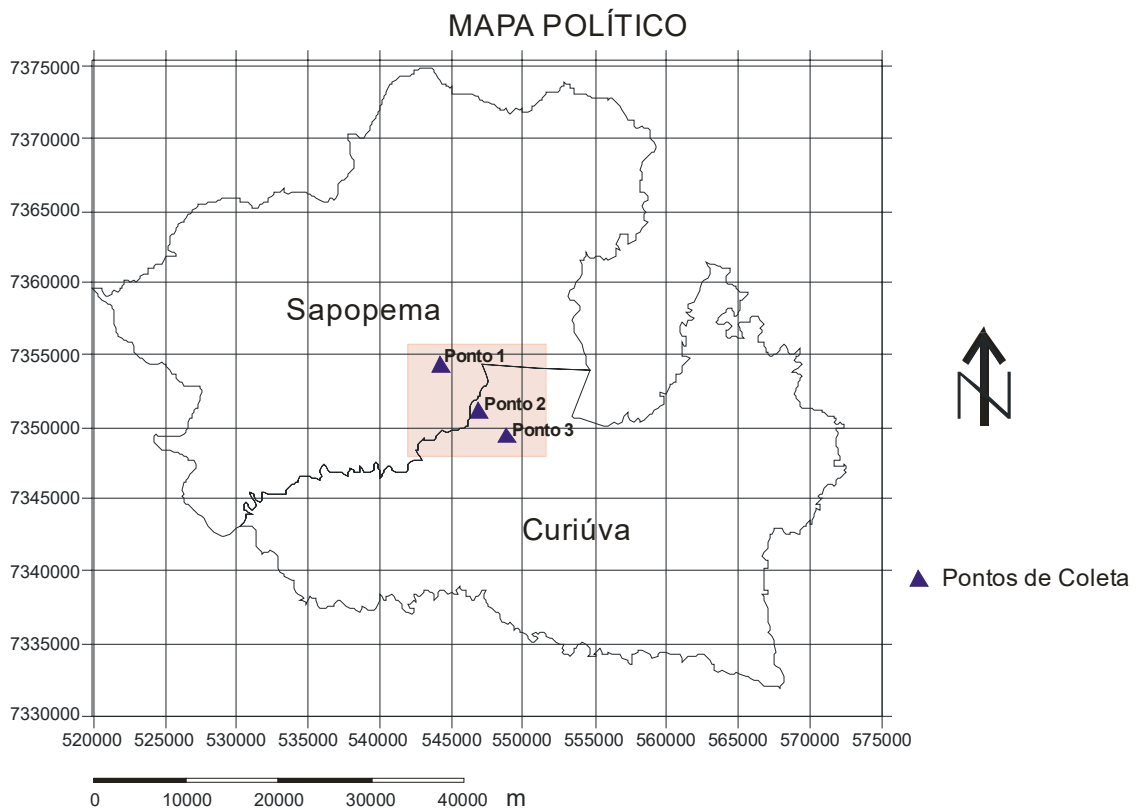 MAPA POLÍTICO
7375000
7370000
7365000
7360000
Sapopema
7355000
Ponto 1
Ponto 2
7350000
Ponto 3
N
7345000
Curiúva
7340000
Pontos de Coleta
7335000
7330000
520000 525000 530000 535000 540000 545000 550000 555000 560000 565000 570000 575000
0 10000 20000 30000 40000 m